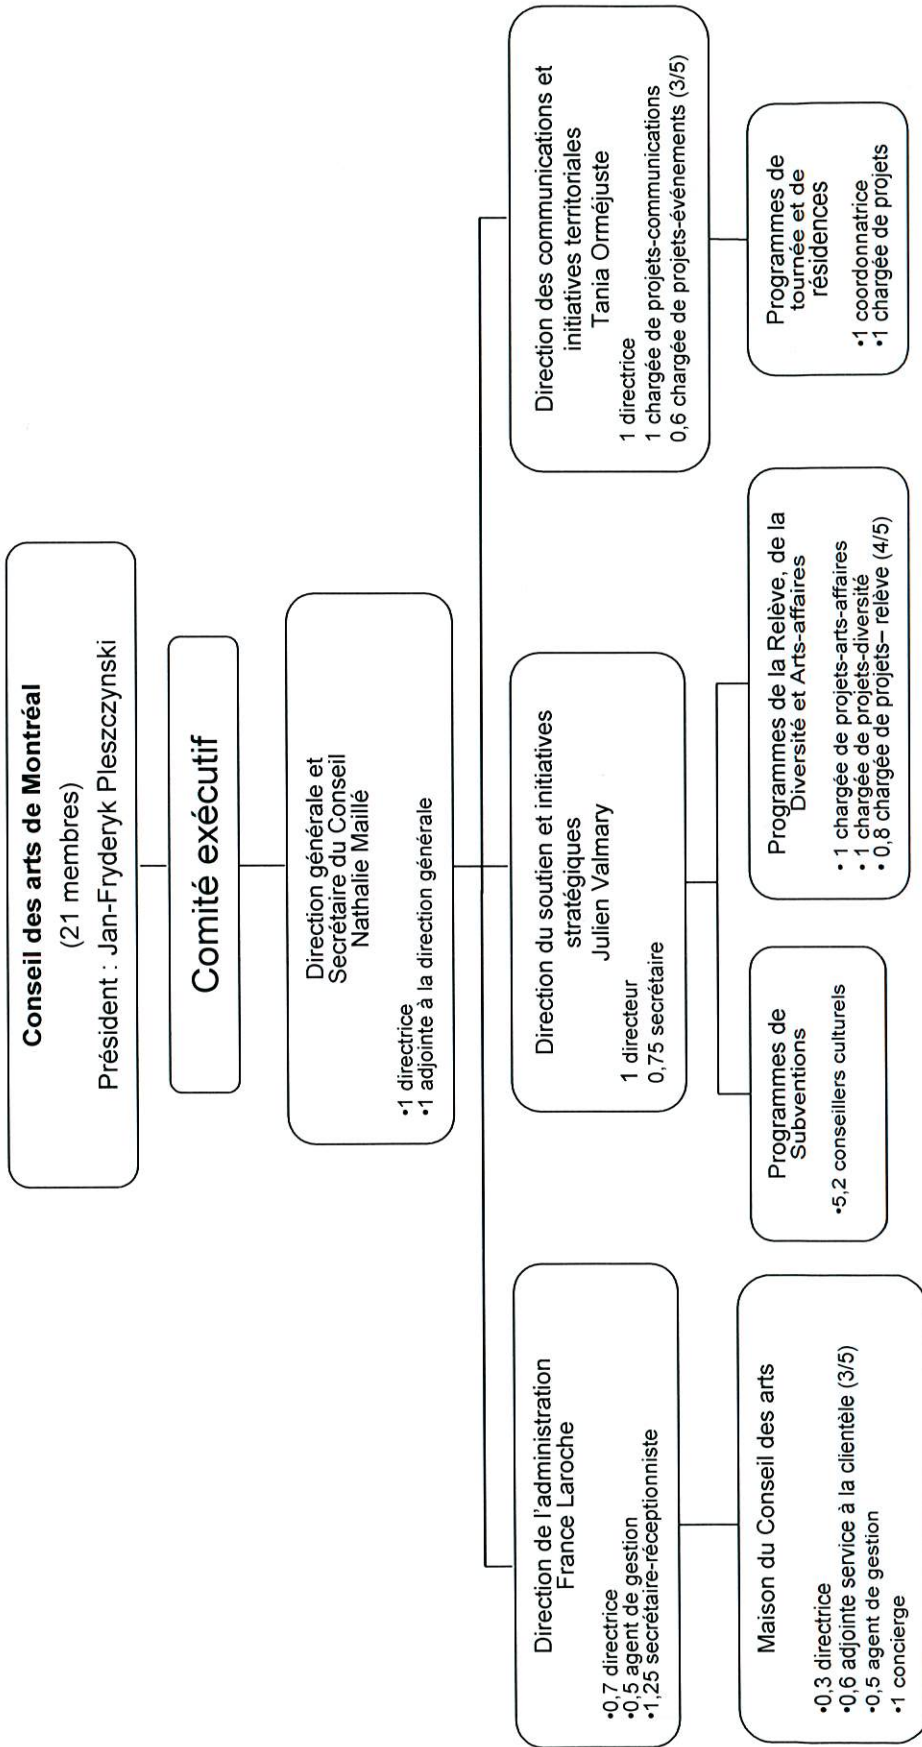 Conseil des arts de Montréal
(21 membres)
Président : Jan-Fryderyk Pleszczynski
Comité exécutif
Direction générale et
Secrétaire du Conseil
Nathalie Maillé
•1 directrice
•1 adjointe à la direction générale
Direction de l'administration
France Laroche
•0,7 directrice
•0,5 agent de gestion
•1,25 secrétaire-réceptionniste
Maison du Conseil des arts
•0,3 directrice
•0,6 adjointe service à la clientèle (3/5)
•0,5 agent de gestion
•1 concierge
Direction du soutien et initiatives
stratégiques
Julien Valmary
1 directeur
0,75 secrétaire
Programmes de
Subventions
•5,2 conseillers culturels
Programmes de la Relève, de la
Diversité et Arts-affaires
• 1 chargée de projets-arts-affaires
• 1 chargée de projets-diversité
• 0,8 chargée de projets– relève (4/5)
Direction des communications et
initiatives territoriales
Tania Orméjuste
1 directrice
1 chargée de projets-communications
0,6 chargée de projets-événements (3/5)
Programmes de
tournée et de
résidences
•1 coordonnatrice
•1 chargée de projets